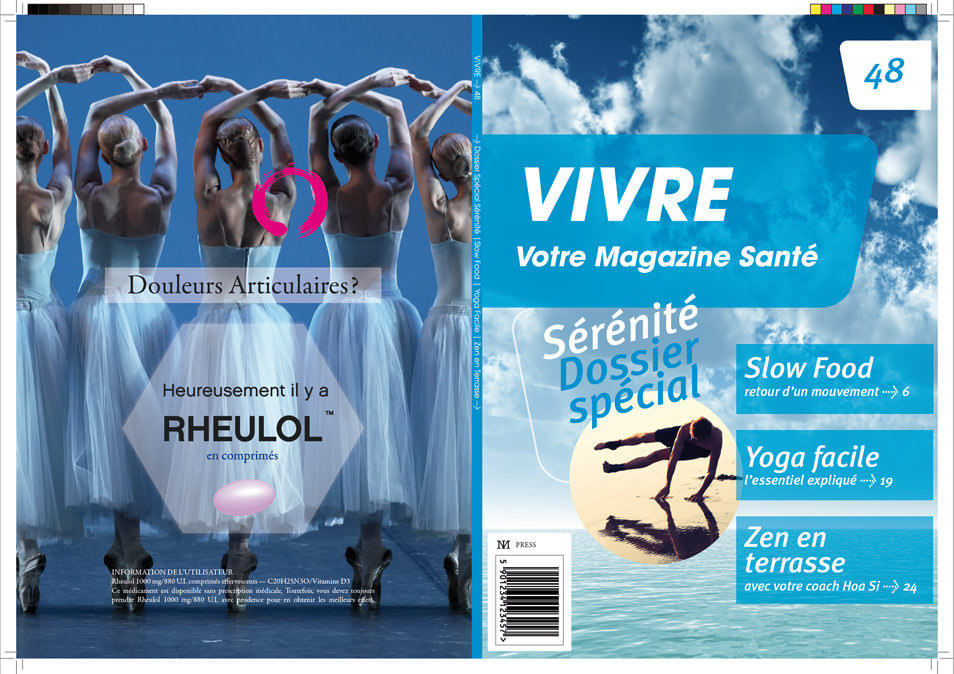 Douleurs Articulaires?
Heureusement il y a
RHEULOL™
en comprimés
INFORMATION DE L'UTILISATEUR
Rheulol 1000 mg/880 U.I. comprimés effervescents — C20H25N3O/Vitamine D3
Ce médicament est disponible sans prescription médicale, Toutefois, vous devez toujours
prendre Rheulol 1000 mg/880 U.I. avec prudence pour en obtenir les meilleurs effets.
VIVRE --> 48 --> Dossier Spécial Sérénité | Slow Food | Yoga Facile | Zen en Terrasse -->
48
VIVRE
Votre Magazine Santé
Sérénité
Dossier
spécial
Slow Food
retour d'un mouvement ····> 6
Yoga facile
l'essentiel expliqué ····> 19
Zen en
terrasse
avec votre coach Hoa Si ····> 24
M PRESS
5 901234 123457 >